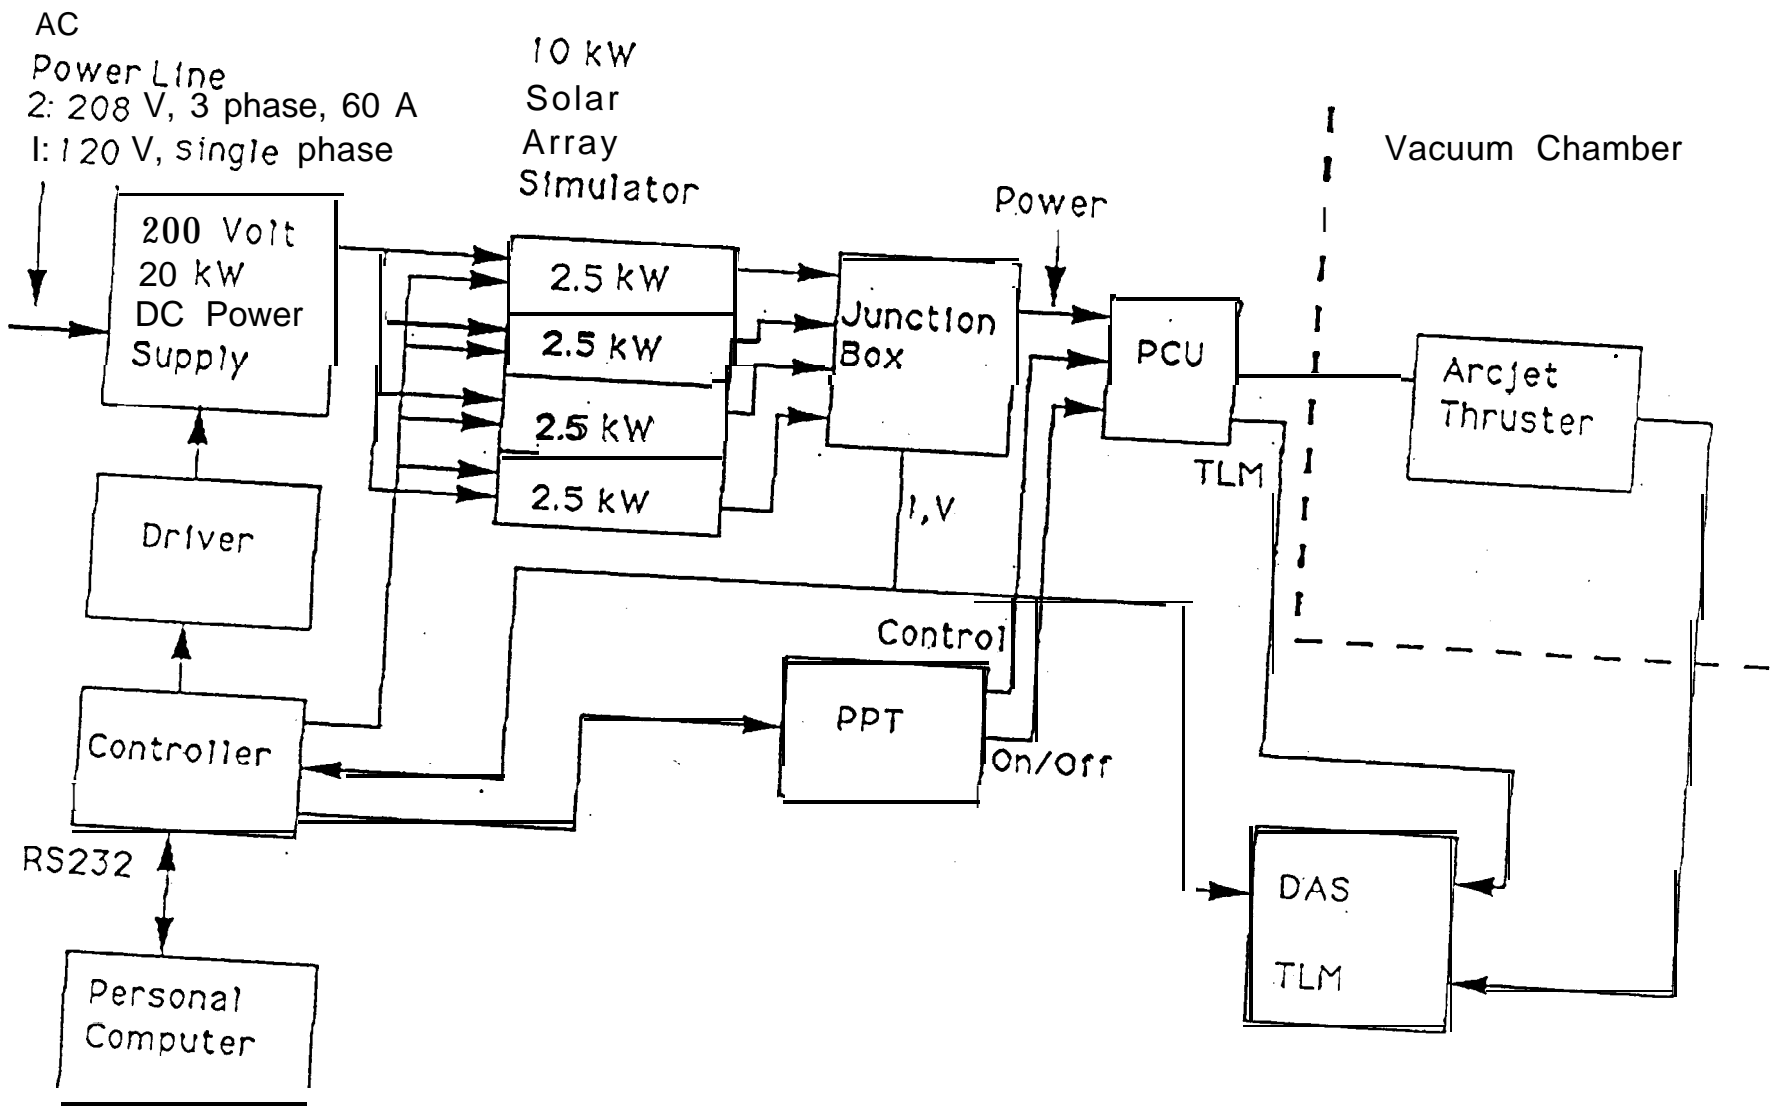 AC
Power Line
2: 208 V, 3 phase, 60 A
I: 120 V, single phase
10 kW
Solar
Array
Simulator
Vacuum Chamber
Power
200 Volt
20 kW
DC Power
Supply
2.5 kW
2.5 kW
2.5 kW
2.5 kW
Junction
Box
PCU
Arcjet
Thruster
TLM
I,V
Driver
Control
Controller
PPT
On/Off
RS232
DAS
TLM
Personal
Computer